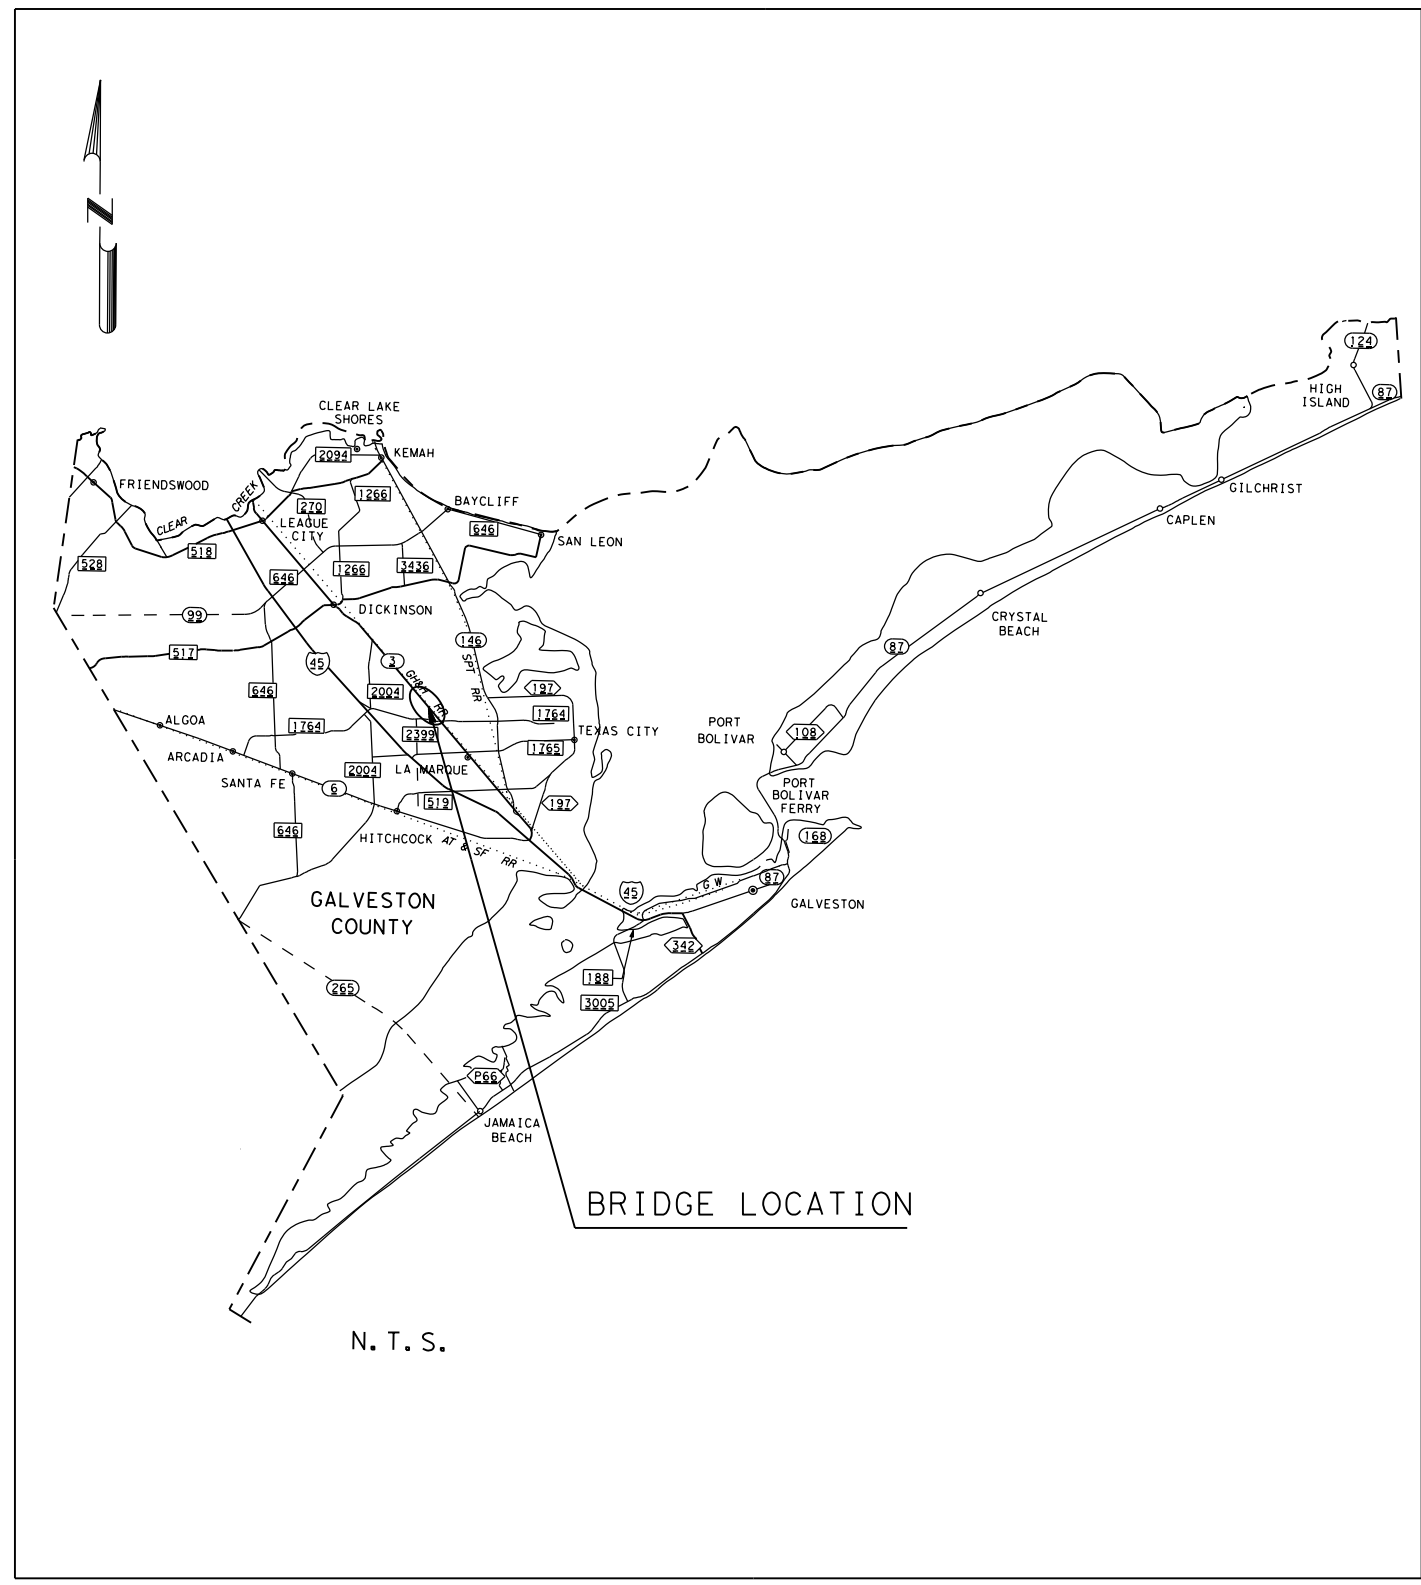 N
124
HIGH
ISLAND
87
CLEAR LAKE
SHORES
KEMAH
2094
FRIENDSWOOD
CREEK
CLEAR
270
1266
BAYCLIFF
LEAGUE
CITY
646
SAN LEON
GILCHRIST
CAPLEN
518
528
646
1266
3436
99
DICKINSON
CRYSTAL
BEACH
517
45
3
146
SPT RR
87
646
2004
GH&H RR
197
1764
ALGOA
1764
2399
TEXAS CITY
PORT
BOLIVAR
108
ARCADIA
1765
SANTA FE
2004
LA MARQUE
6
519
197
PORT
BOLIVAR
FERRY
646
HITCHCOCK
AT & SF RR
168
GALVESTON
COUNTY
45
G.W
87
GALVESTON
342
265
188
3005
P66
JAMAICA
BEACH
BRIDGE LOCATION
N.T.S.